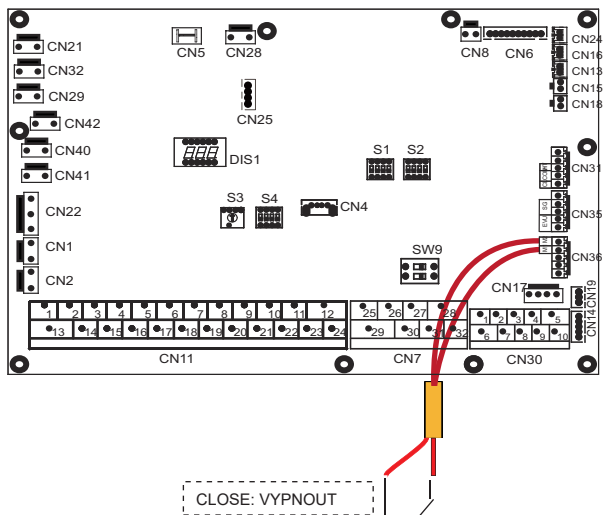 CN21
CN5
CN28
CN8
CN6
CN24
CN16
CN13
CN15
CN18
CN32
CN29
CN25
CN42
CN40
CN41
DIS1
S1
S2
CN31
CN22
S3
S4
CN4
SG
EVU
CN35
CN1
CN2
SW9
M
M
CN36
CN17
CN19
CN14
1 2 3 4 5 6 7 8 9 10 11 12
13 14 15 16 17 18 19 20 21 22 23 24
25 26 27 28
29 30 31 32
1 2 3 4 5
6 7 8 9 10
CN11
CN7
CN30
CLOSE: VYPNOUT